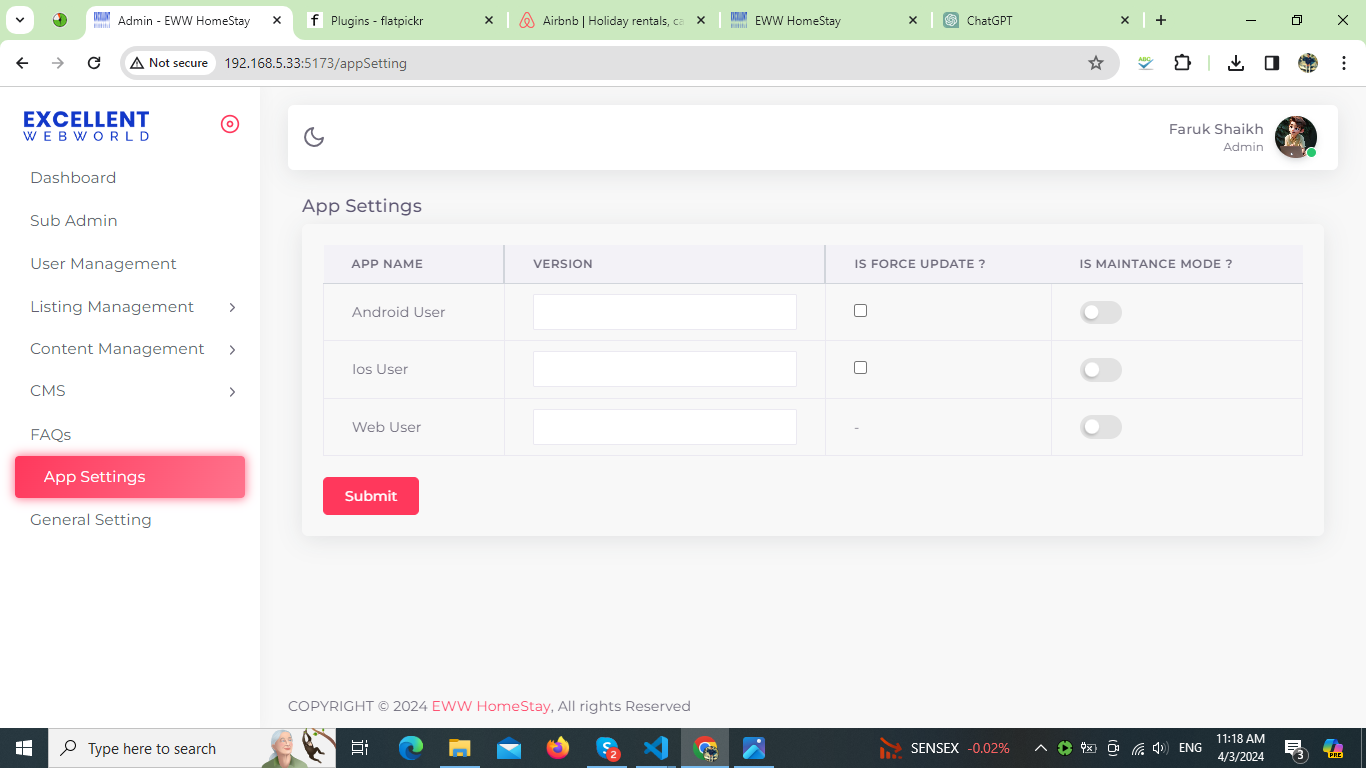 Admin - EWW HomeStay
Plugins - flatpickr
Airbnb | Holiday rentals, ca
EWW HomeStay
ChatGPT
Not secure
192.168.5.33:5173/appSetting
ABC
EXCELLENT
WEBWORLD
Faruk Shaikh
Admin
Dashboard
Sub Admin
User Management
Listing Management
Content Management
CMS
FAQs
App Settings
General Setting
App Settings
APP NAME VERSION IS FORCE UPDATE ? IS MAINTANCE MODE ?
Android User
Ios User
Web User -
Submit
COPYRIGHT © 2024 EWW HomeStay, All rights Reserved
Type here to search
2
SENSEX -0.02%
ENG
11:18 AM
4/3/2024
3
PRE